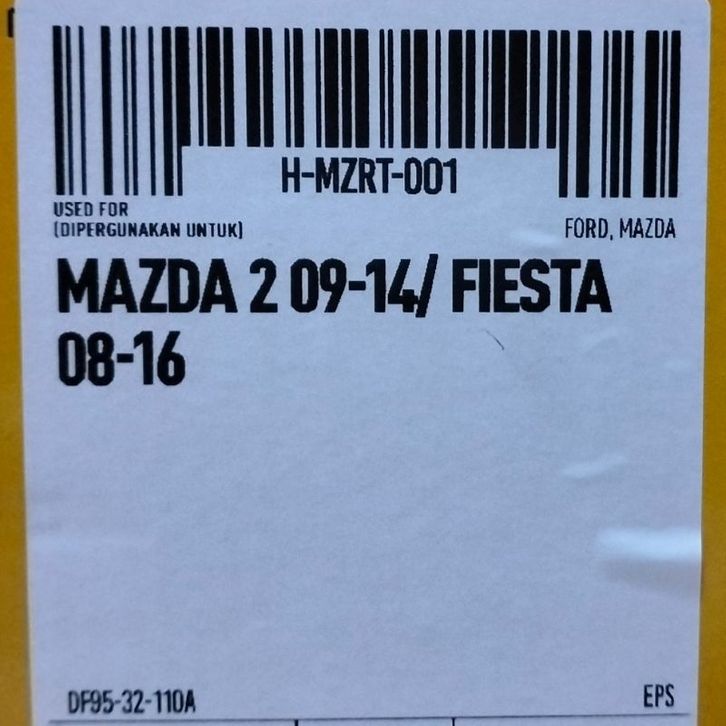 H-MZRT-001
USED FOR
(DIPERGUNAKAN UNTUK)
FORD, MAZDA
MAZDA 2 09-14/ FIESTA
08-16
DF95-32-110A
EPS